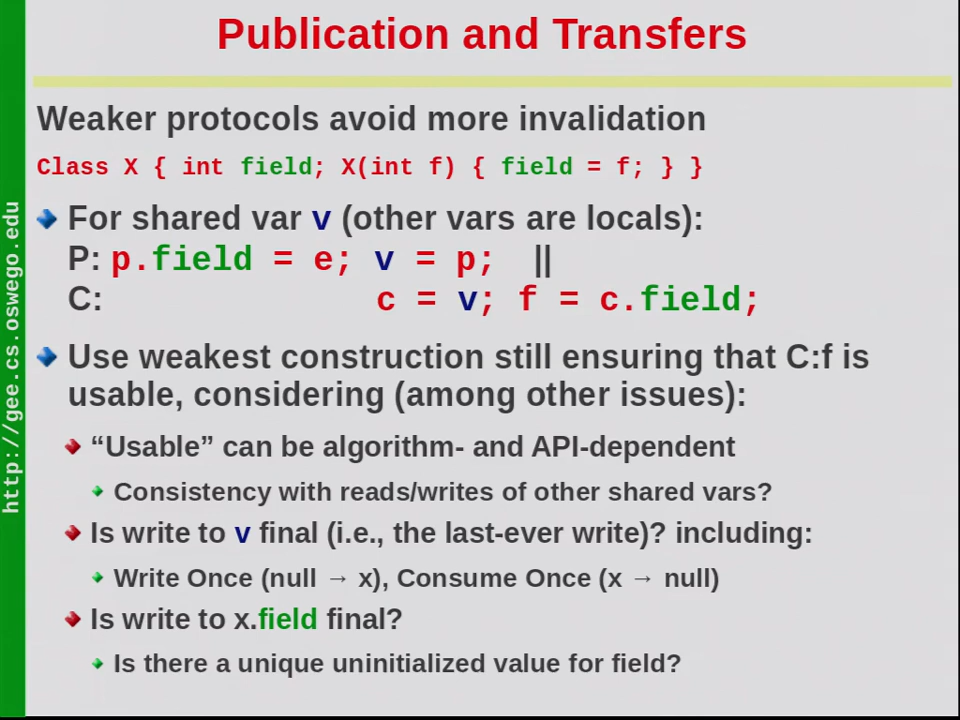 Publication and Transfers
Weaker protocols avoid more invalidation
Class X { int field; X(int f) { field = f; } }
For shared var v (other vars are locals):
P: p.field = e; v = p; ||
C: c = v; f = c.field;
Use weakest construction still ensuring that C:f is
usable, considering (among other issues):
“Usable” can be algorithm- and API-dependent
Consistency with reads/writes of other shared vars?
Is write to v final (i.e., the last-ever write)? including:
Write Once (null → x), Consume Once (x → null)
Is write to x.field final?
Is there a unique uninitialized value for field?
http://gee.cs.oswego.edu